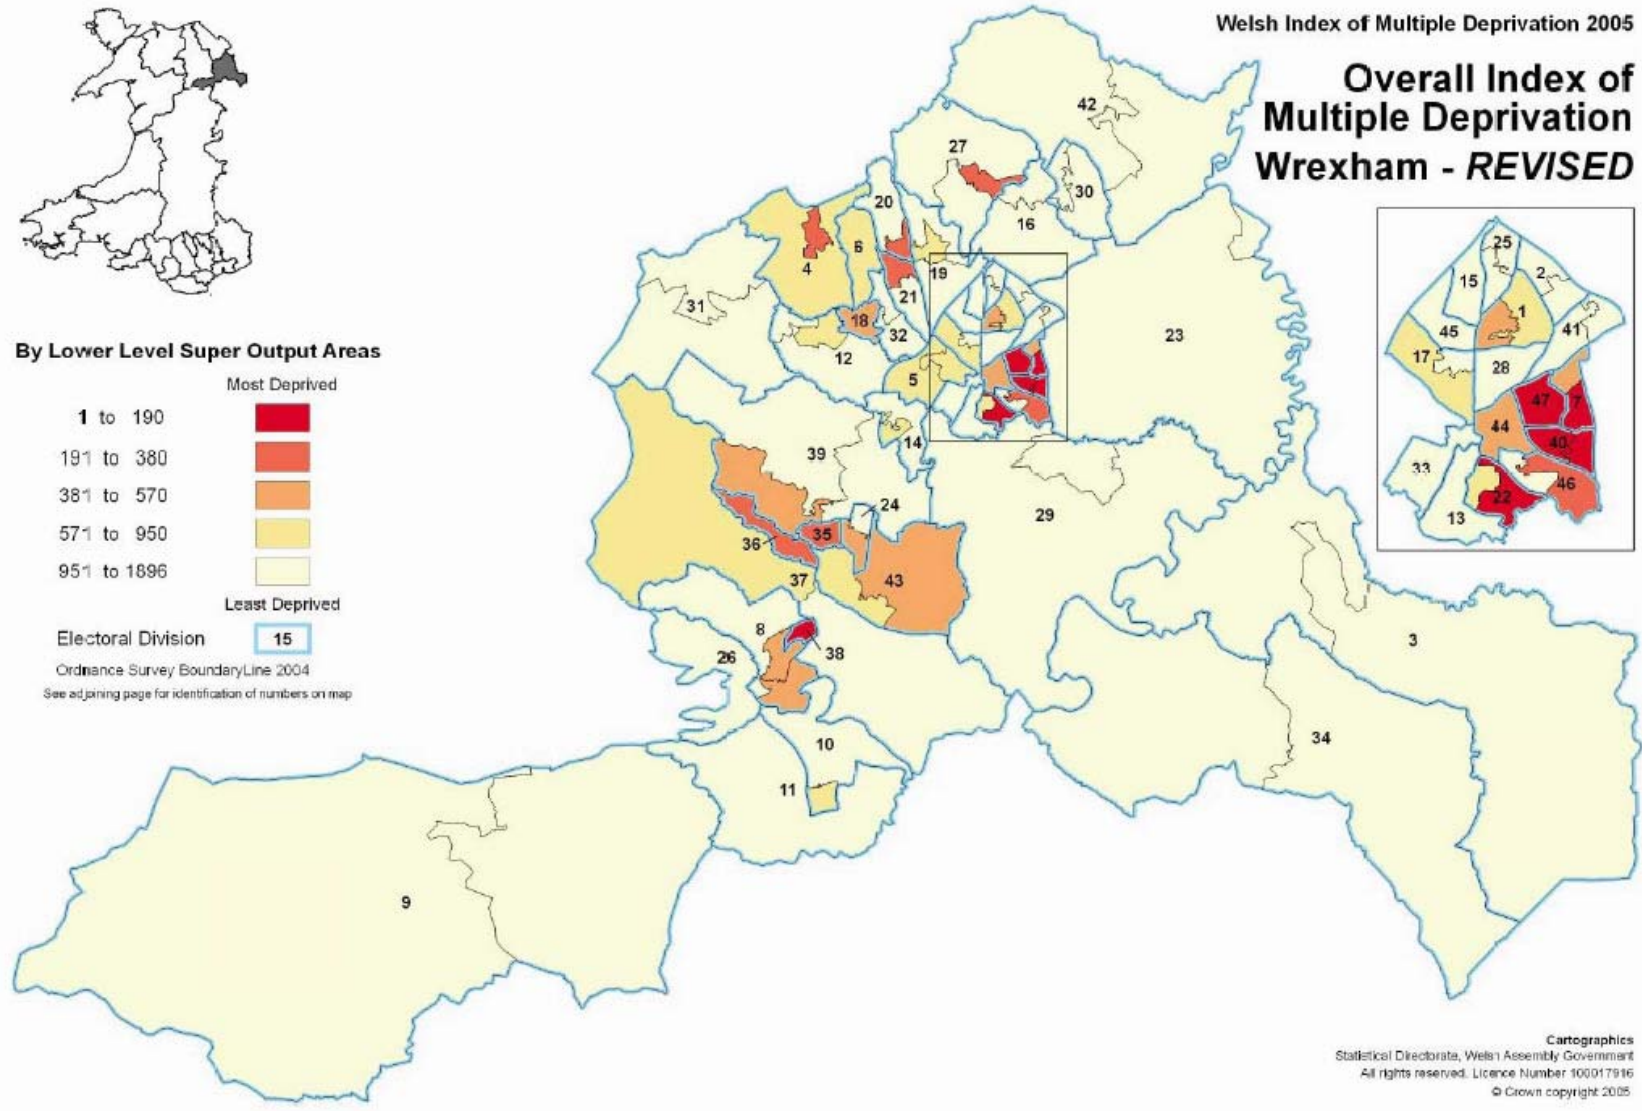 Welsh Index of Multiple Deprivation 2005
Overall Index of
Multiple Deprivation
Wrexham - REVISED
By Lower Level Super Output Areas
Most Deprived
1 to 190
191 to 380
381 to 570
571 to 950
951 to 1896
Least Deprived
Electoral Division 15
Ordnance Survey BoundaryLine 2004
See adjoining page for identification of numbers on map
42
27
30
20
16
6
4
19
21
31
18
32
23
12
5
14
39
24
29
35
36
43
37
8
38
26
3
34
10
11
9
25
15
2
1
45
41
17
28
47
7
44
40
33
46
22
13
Cartographics
Statistical Directorate, Welsh Assembly Government
All rights reserved. Licence Number 100017916
© Crown copyright 2005